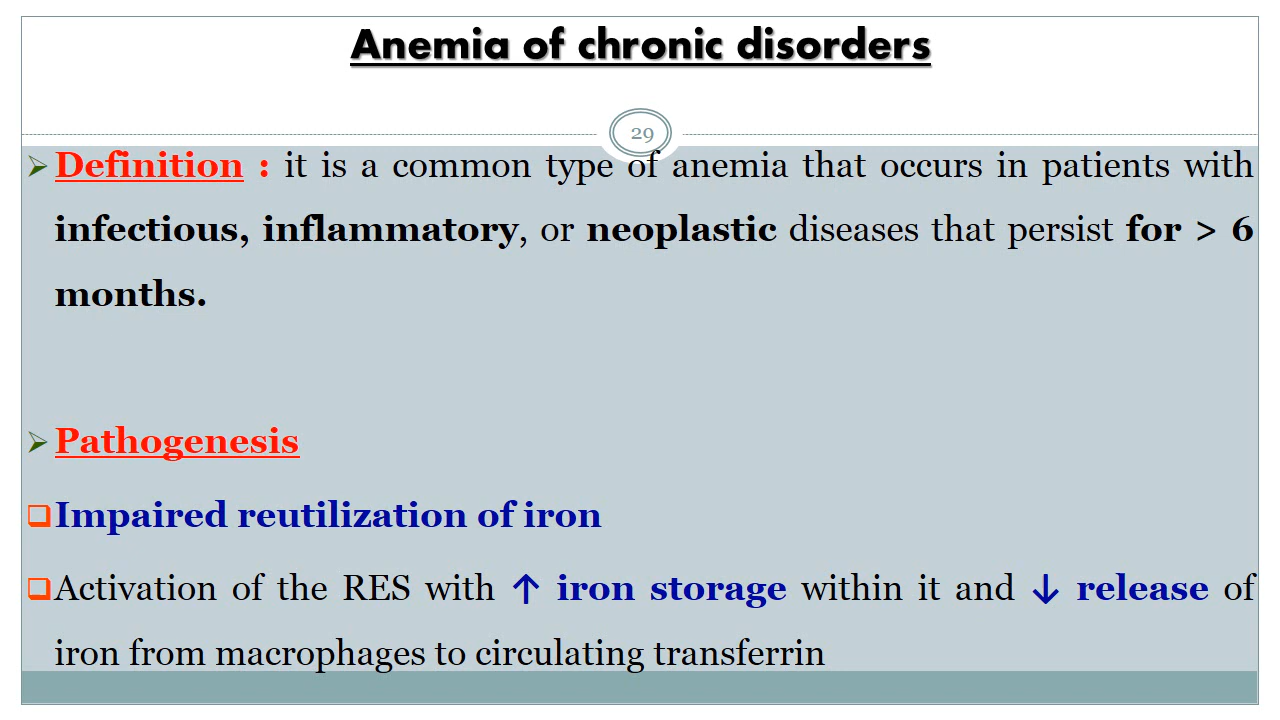 Anemia of chronic disorders
29
Definition : it is a common type of anemia that occurs in patients with
infectious, inflammatory, or neoplastic diseases that persist for > 6
months.
Pathogenesis
Impaired reutilization of iron
Activation of the RES with ↑ iron storage within it and ↓ release of
iron from macrophages to circulating transferrin